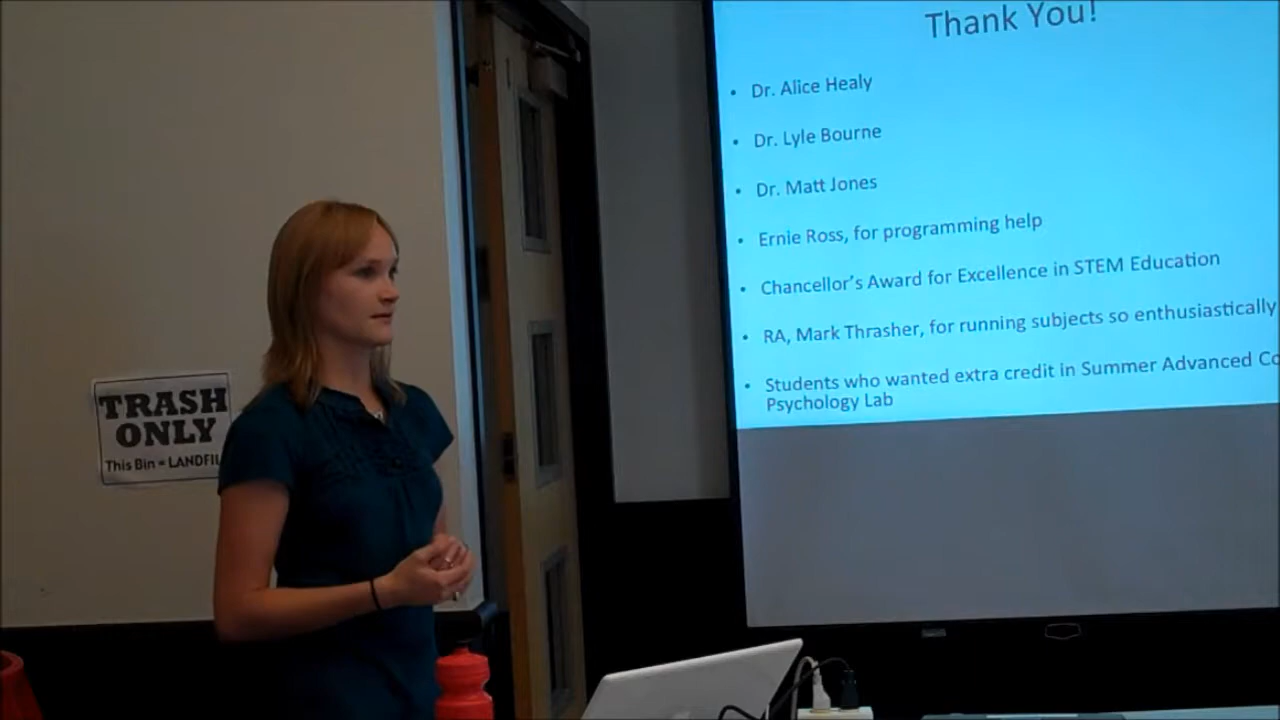 Thank You!
• Dr. Alice Healy
• Dr. Lyle Bourne
• Dr. Matt Jones
• Ernie Ross, for programming help
• Chancellor's Award for Excellence in STEM Education
• RA, Mark Thrasher, for running subjects so enthusiastically
• Students who wanted extra credit in Summer Advanced Co
Psychology Lab
TRASH
ONLY
This Bin = LANDFIL